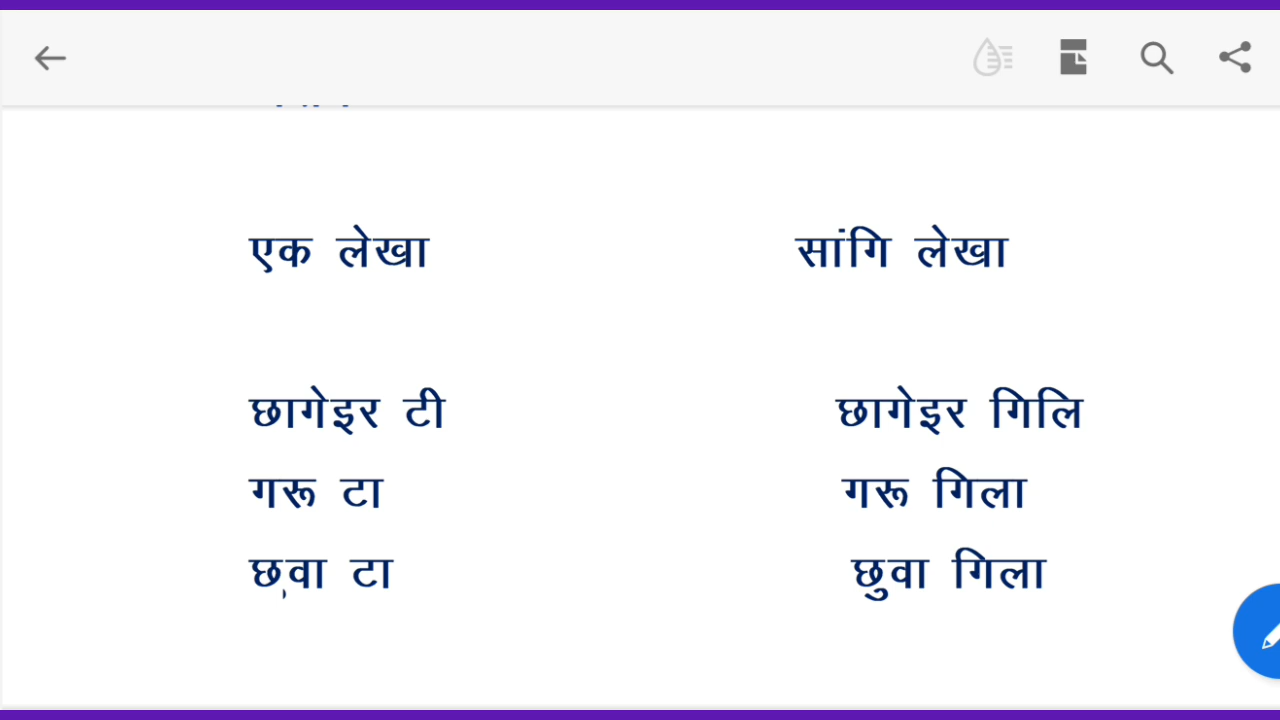 एक लेखा सांगि लेखा
छागेइर टी छागेइर गिलि
गरू टा गरू गिला
छुवा टा छुवा गिला